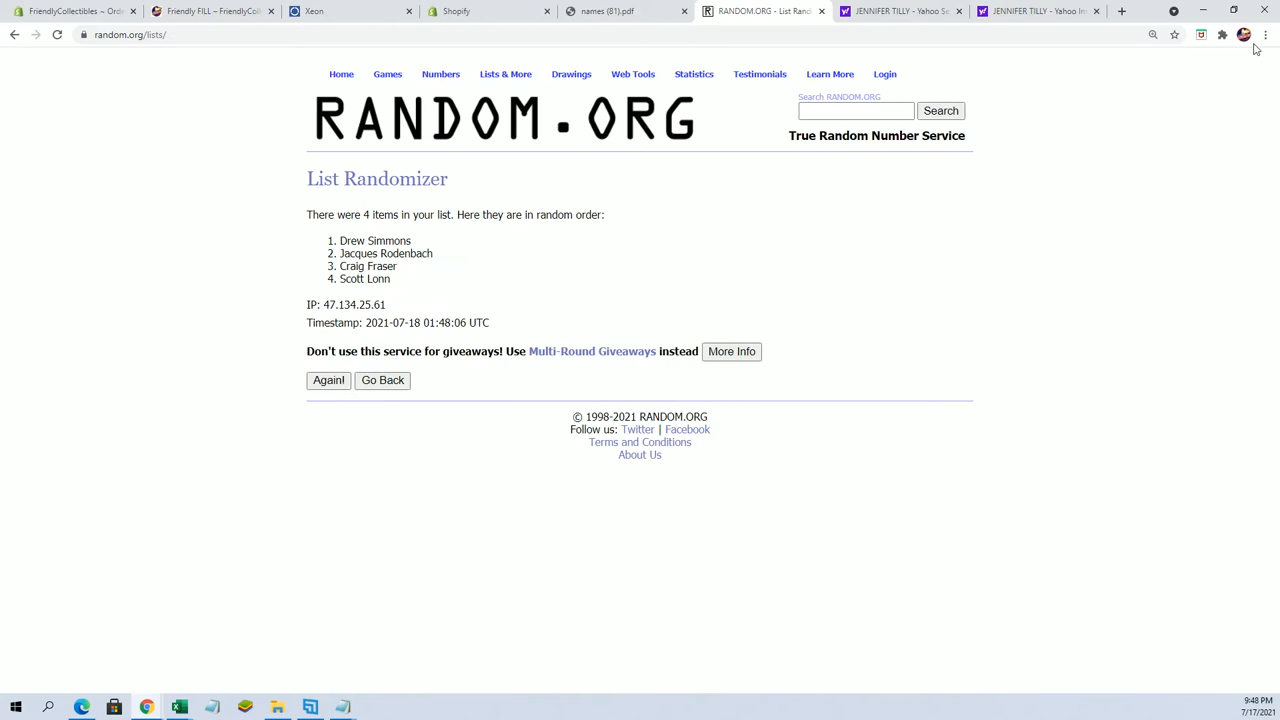 FriendlyCollectibles ~ Orde
Friendly FILL – FriendlyCollectib
Xeon
Shopify
names (81).pdf
RANDOM.ORG - List Rand
JENNIFER TILLY - Yahoo Se
JENNIFER TILLY - Yahoo Im
random.org/lists/
Home Games Numbers Lists & More Drawings Web Tools Statistics Testimonials Learn More Login
RANDOM.ORG
Search RANDOM.ORG
Search
True Random Number Service
List Randomizer
There were 4 items in your list. Here they are in random order:
1. Drew Simmons
2. Jacques Rodenbach
3. Craig Fraser
4. Scott Lonn
IP: 47.134.25.61
Timestamp: 2021-07-18 01:48:06 UTC
Don't use this service for giveaways! Use Multi-Round Giveaways instead More Info
Again! Go Back
© 1998-2021 RANDOM.ORG
Follow us: Twitter | Facebook
Terms and Conditions
About Us
9:48 PM
7/17/2021